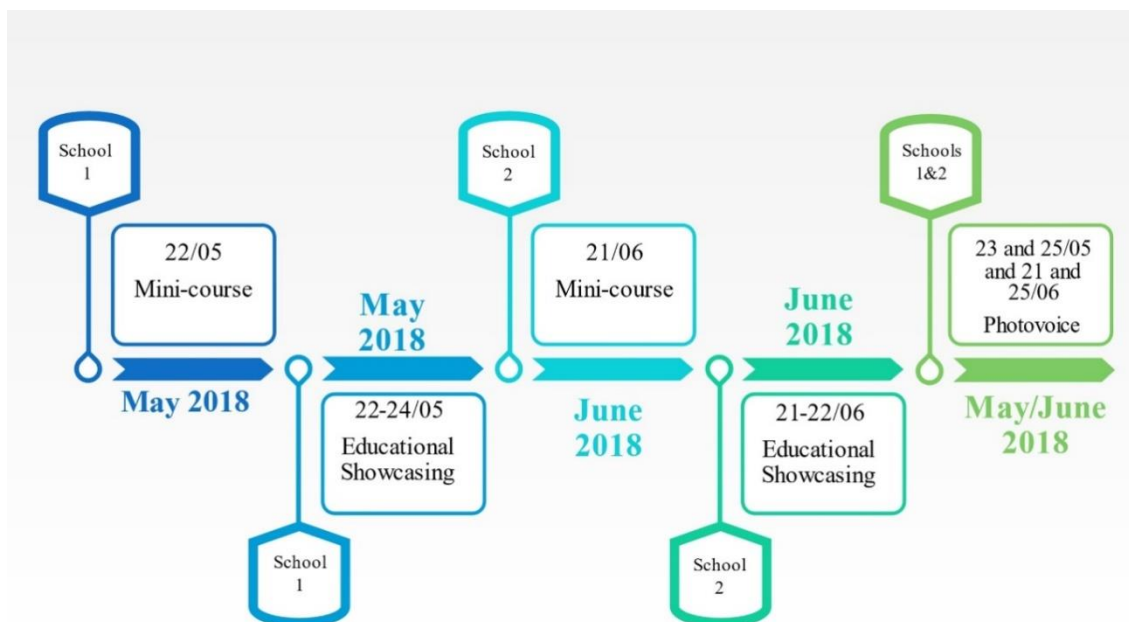 School
1
22/05
Mini-course
May 2018
May
2018
22-24/05
Educational
Showcasing
School
1
School
2
21/06
Mini-course
June
2018
June
2018
21-22/06
Educational
Showcasing
School
2
Schools
1&2
23 and 25/05
and 21 and
25/06
Photovoice
May/June
2018